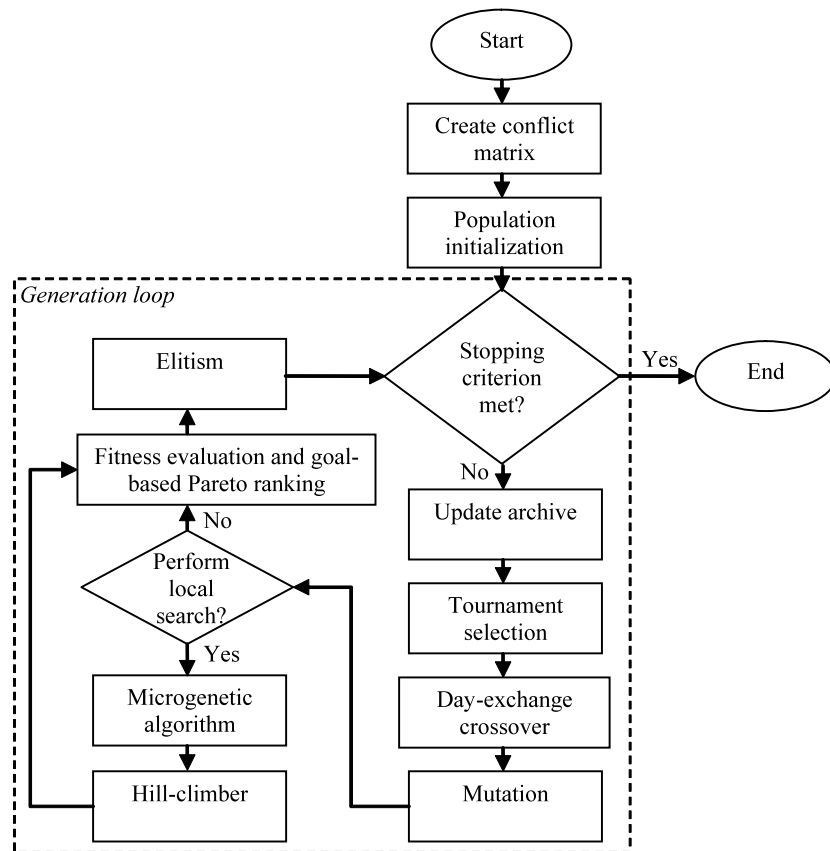 Start
Create conflict
matrix
Population
initialization
Generation loop
Elitism
Stopping
criterion
met?
Yes
End
Fitness evaluation and goal-
based Pareto ranking
No
Update archive
No
Perform
local
search?
Tournament
selection
Yes
Microgenetic
algorithm
Day-exchange
crossover
Hill-climber
Mutation